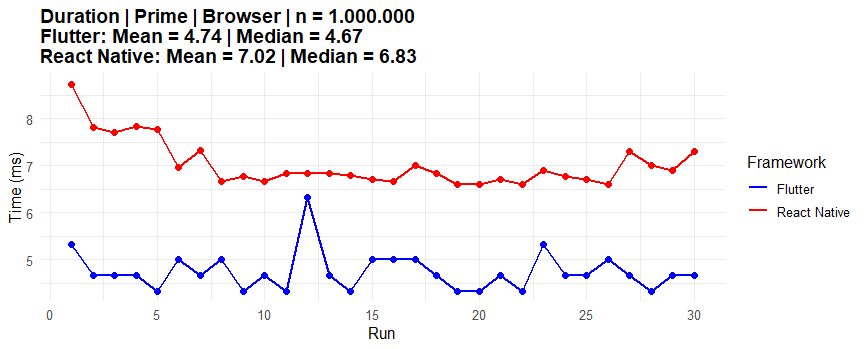 Duration | Prime | Browser | n = 1.000.000
Flutter: Mean = 4.74 | Median = 4.67
React Native: Mean = 7.02 | Median = 6.83
8
7
6
5
Time (ms)
0 5 10 15 20 25 30
Run
Framework
Flutter
React Native